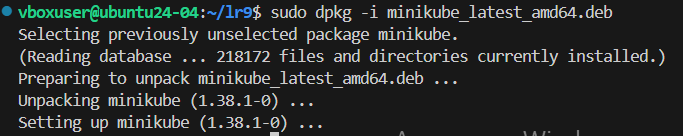 vboxuser@ubuntu24-04:~/lr9$ sudo dpkg -i minikube_latest_amd64.deb
Selecting previously unselected package minikube.
(Reading database ... 218172 files and directories currently installed.)
Preparing to unpack minikube_latest_amd64.deb ...
Unpacking minikube (1.38.1-0) ...
Setting up minikube (1.38.1-0) ...